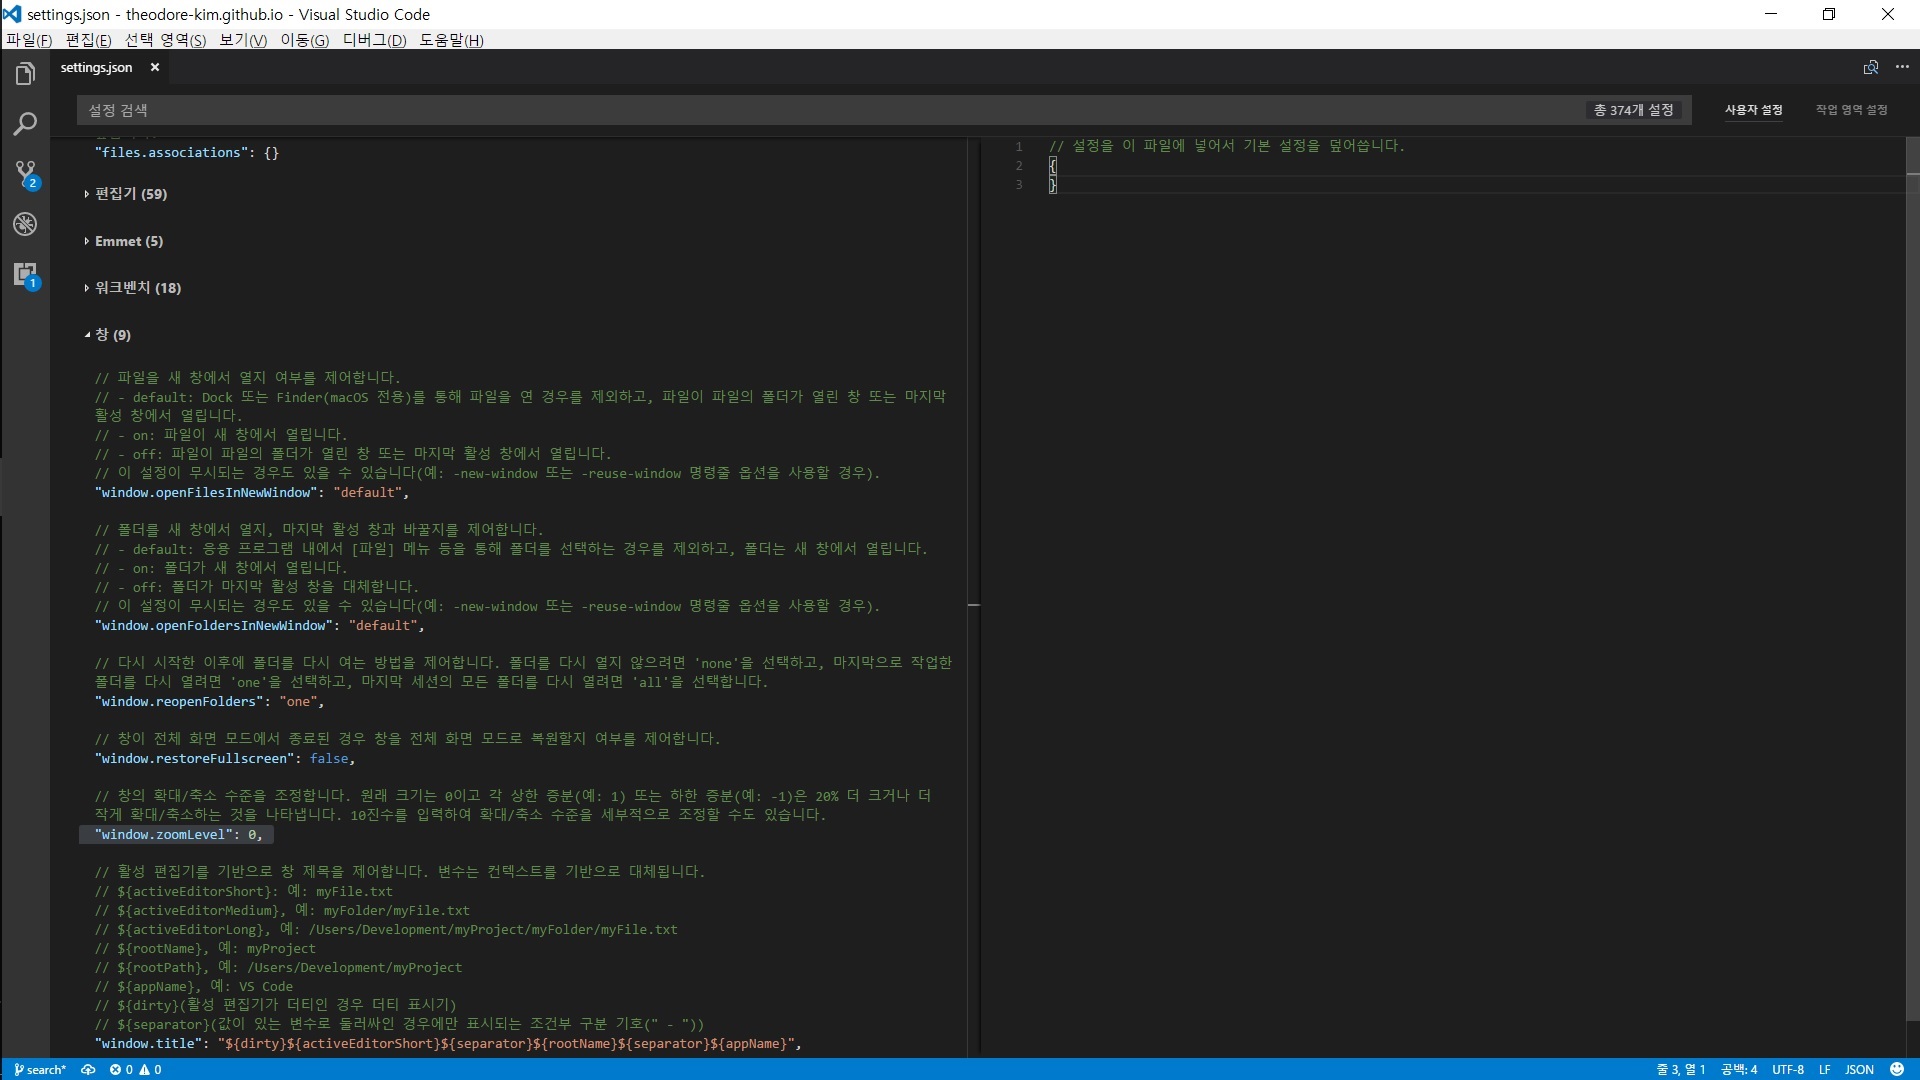 settings.json - theodore-kim.github.io - Visual Studio Code
파일(F) 편집(E) 선택 영역(S) 보기(V) 이동(G) 디버그(D) 도움말(H)
settings.json
설정 검색
총 374개 설정
사용자 설정
작업 영역 설정
"files.associations": {}
편집기 (59)
Emmet (5)
워크벤치 (18)
창 (9)
// 파일을 새 창에서 열지 여부를 제어합니다.
// - default: Dock 또는 Finder(macOS 전용)를 통해 파일을 연 경우를 제외하고, 파일이 파일의 폴더가 열린 창 또는 마지막
활성 창에서 열립니다.
// - on: 파일이 새 창에서 열립니다.
// - off: 파일이 파일의 폴더가 열린 창 또는 마지막 활성 창에서 열립니다.
// 이 설정이 무시되는 경우도 있을 수 있습니다(예: -new-window 또는 -reuse-window 명령줄 옵션을 사용할 경우).
"window.openFilesInNewWindow": "default",
// 폴더를 새 창에서 열지, 마지막 활성 창과 바꿀지를 제어합니다.
// - default: 응용 프로그램 내에서 [파일] 메뉴 등을 통해 폴더를 선택하는 경우를 제외하고, 폴더는 새 창에서 열립니다.
// - on: 폴더가 새 창에서 열립니다.
// - off: 폴더가 마지막 활성 창을 대체합니다.
// 이 설정이 무시되는 경우도 있을 수 있습니다(예: -new-window 또는 -reuse-window 명령줄 옵션을 사용할 경우).
"window.openFoldersInNewWindow": "default",
// 다시 시작한 이후에 폴더를 다시 여는 방법을 제어합니다. 폴더를 다시 열지 않으려면 'none'을 선택하고, 마지막으로 작업한
폴더를 다시 열려면 'one'을 선택하고, 마지막 세션의 모든 폴더를 다시 열려면 'all'을 선택합니다.
"window.reopenFolders": "one",
// 창이 전체 화면 모드에서 종료된 경우 창을 전체 화면 모드로 복원할지 여부를 제어합니다.
"window.restoreFullscreen": false,
// 창의 확대/축소 수준을 조정합니다. 원래 크기는 0이고 각 상한 증분(예: 1) 또는 하한 증분(예: -1)은 20% 더 크거나 더
작게 확대/축소하는 것을 나타냅니다. 10진수를 입력하여 확대/축소 수준을 세부적으로 조정할 수도 있습니다.
"window.zoomLevel": 0,
// 활성 편집기를 기반으로 창 제목을 제어합니다. 변수는 컨텍스트를 기반으로 대체됩니다.
// ${activeEditorShort}: 예: myFile.txt
// ${activeEditorMedium}, 예: myFolder/myFile.txt
// ${activeEditorLong}, 예: /Users/Development/myProject/myFolder/myFile.txt
// ${rootName}, 예: myProject
// ${rootPath}, 예: /Users/Development/myProject
// ${appName}, 예: VS Code
// ${dirty}(활성 편집기가 더티인 경우 더티 표시기)
// ${separator}(값이 있는 변수로 둘러싸인 경우에만 표시되는 조건부 구분 기호(" - "))
"window.title": "${dirty}${activeEditorShort}${separator}${rootName}${separator}${appName}",
1 // 설정을 이 파일에 넣어서 기본 설정을 덮어씁니다.
2 {
3 }
2
1
search* 0 0
줄 3, 열 1 공백: 4 UTF-8 LF JSON